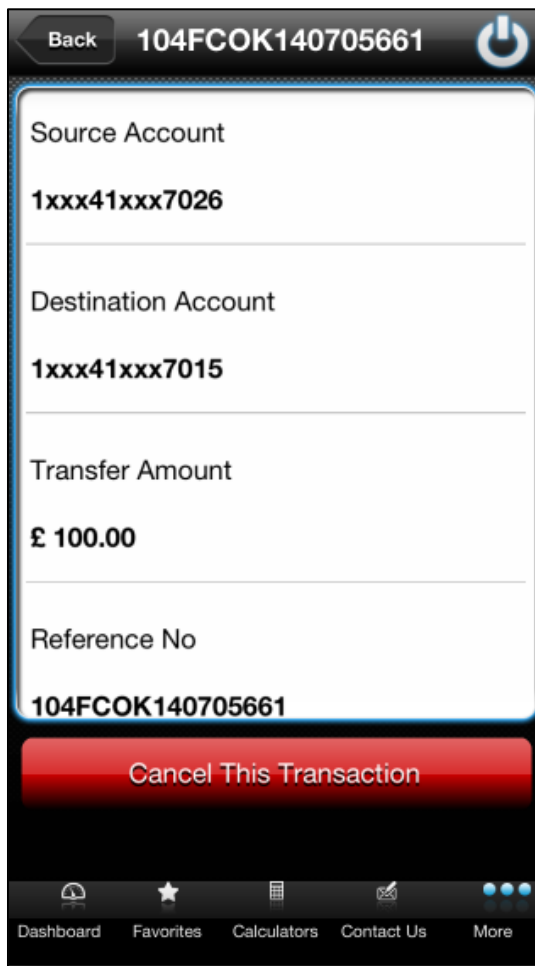 Back 104FCOK140705661
Source Account
1xxx41xxx7026
Destination Account
1xxx41xxx7015
Transfer Amount
£ 100.00
Reference No
104FCOK140705661
Cancel This Transaction
Dashboard Favorites Calculators Contact Us More